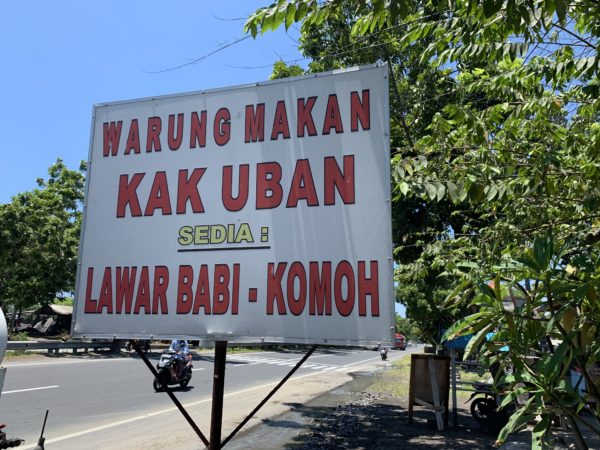 WARUNG MAKAN
KAK UBAN
SEDIA :
LAWAR BABI - KOMOH